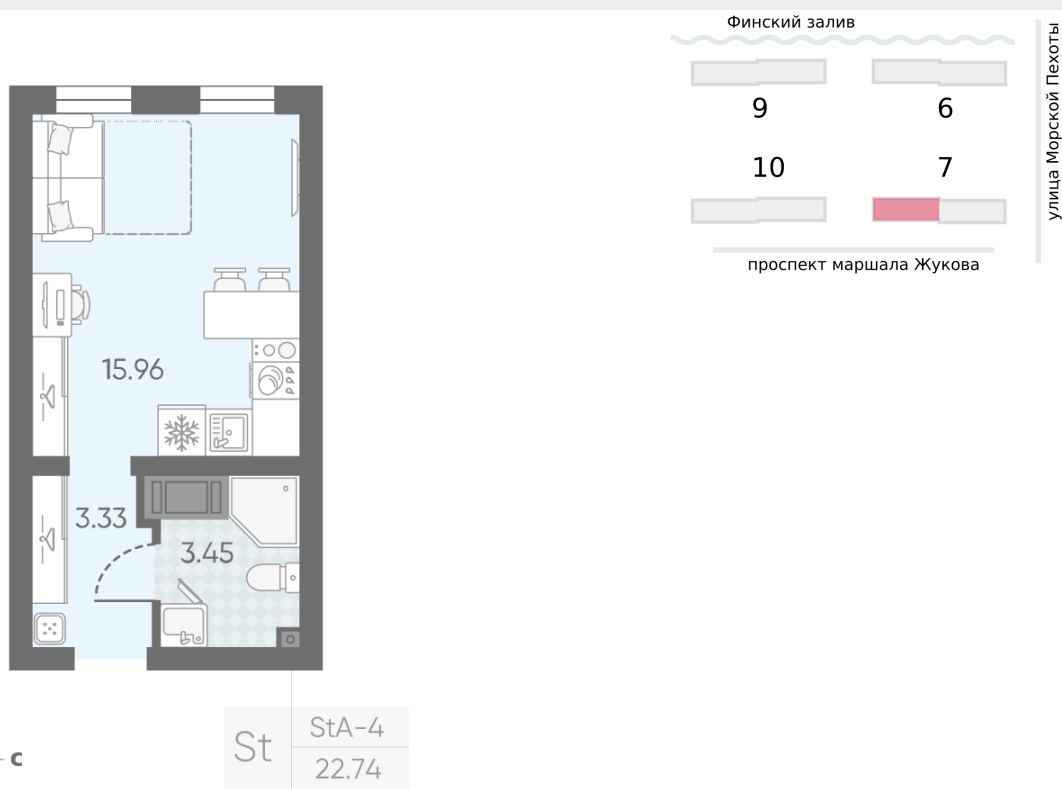 Финский залив
9
6
10
7
проспект маршала Жукова
улица Морской Пехоты
15.96
3.33
3.45
St
StA-4
22.74
с